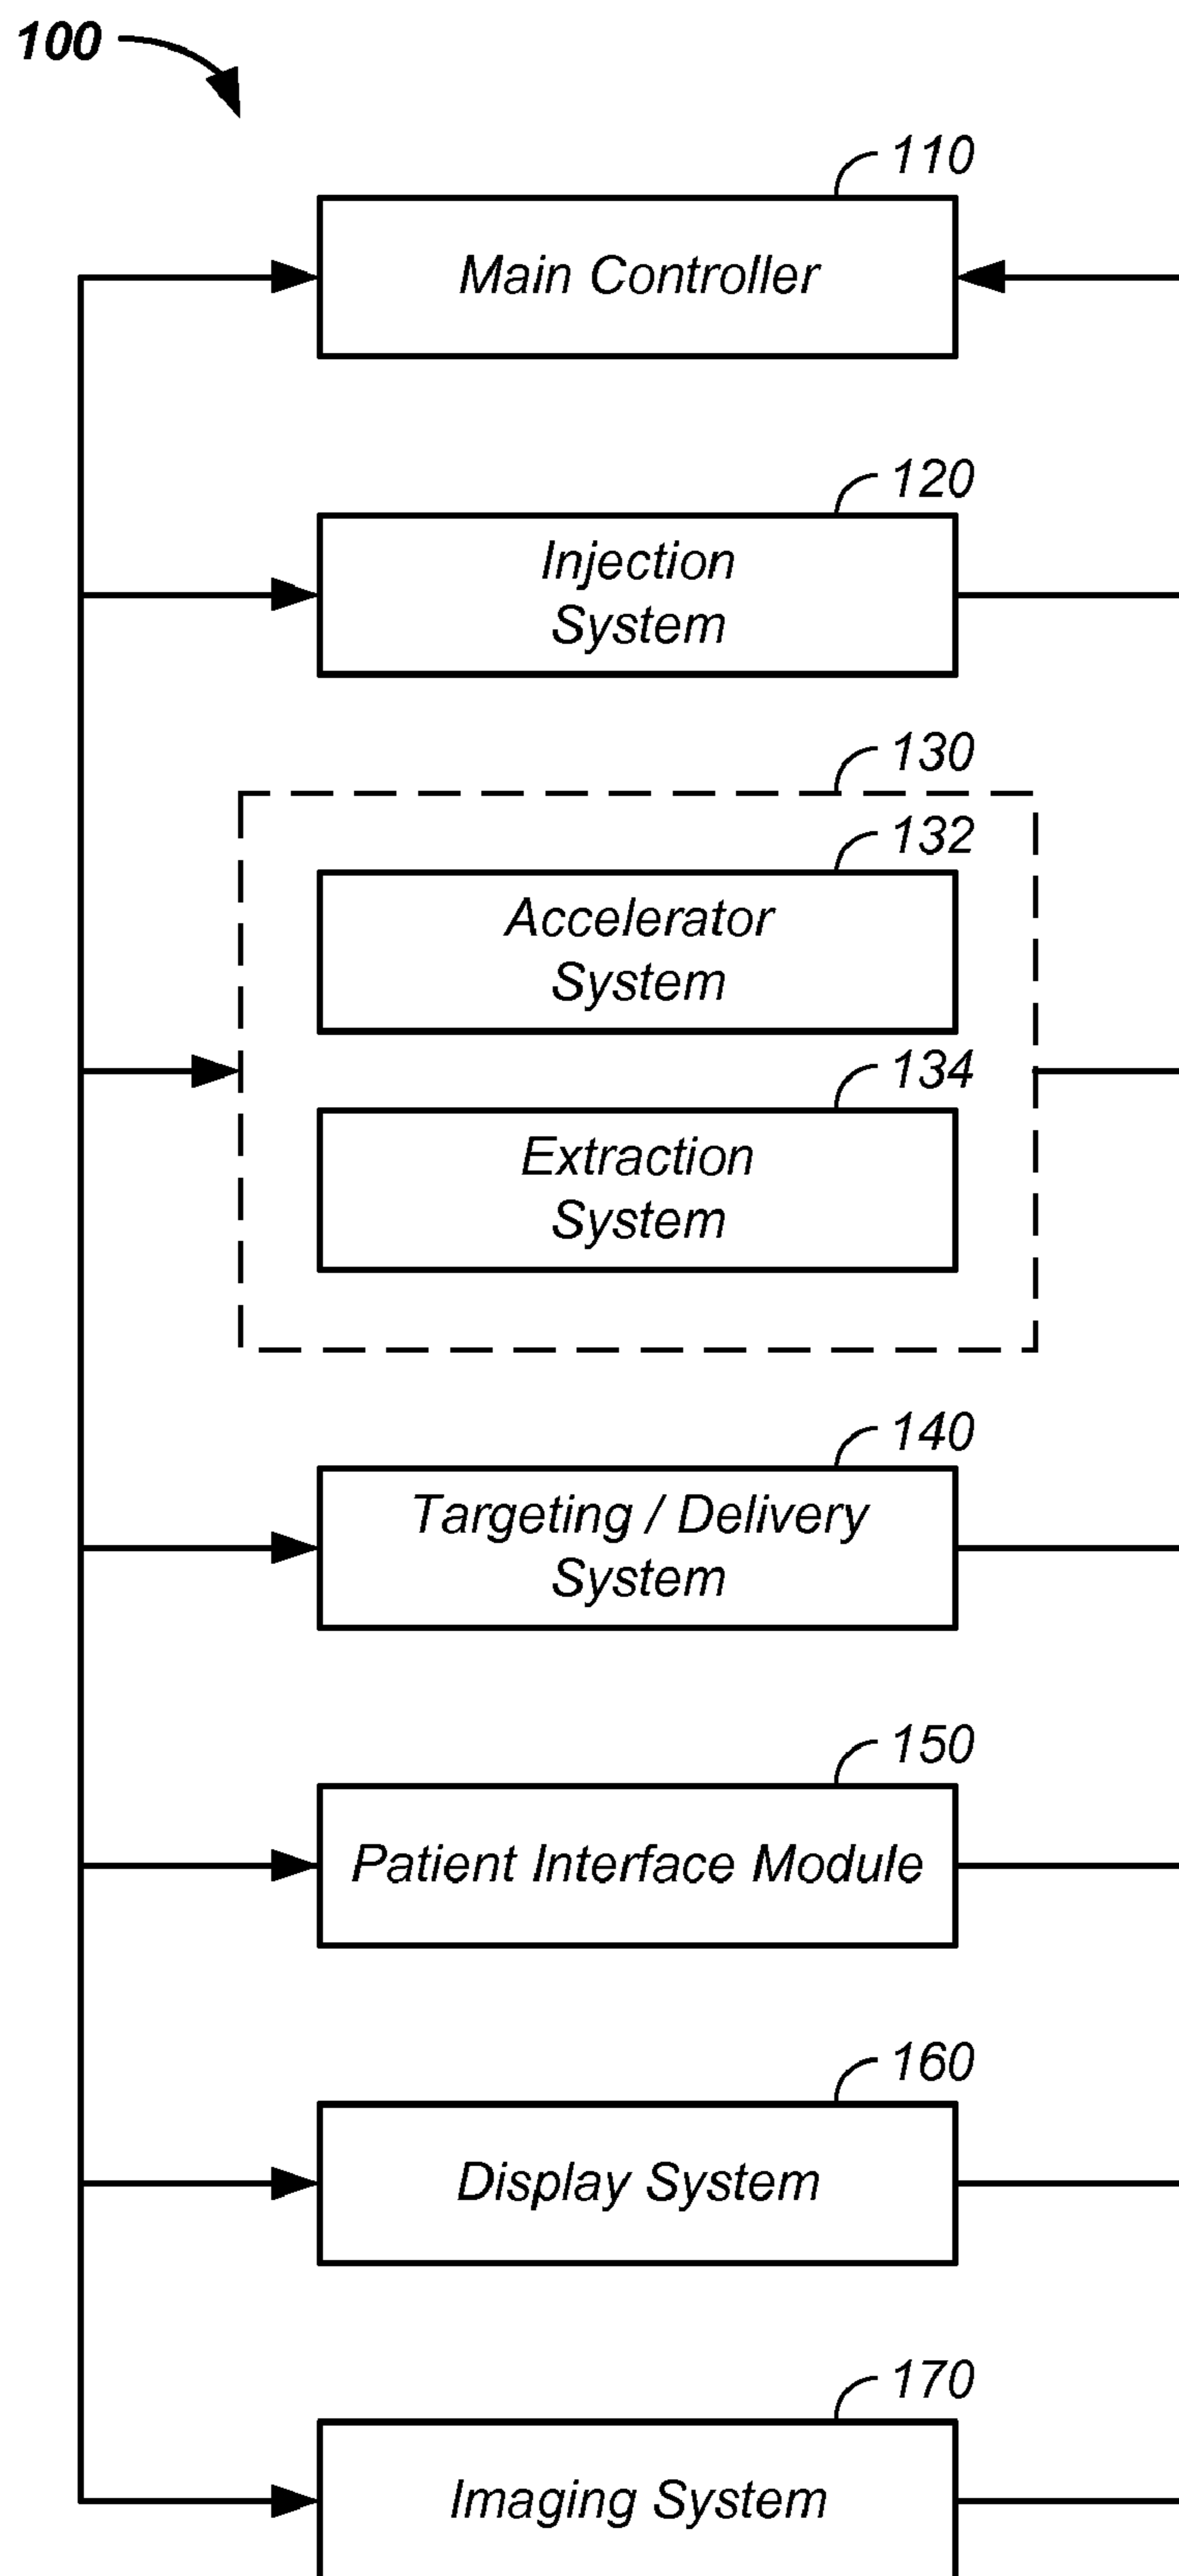 100
110
Main Controller
120
Injection
System
130
132
Accelerator
System
134
Extraction
System
140
Targeting / Delivery
System
150
Patient Interface Module
160
Display System
170
Imaging System